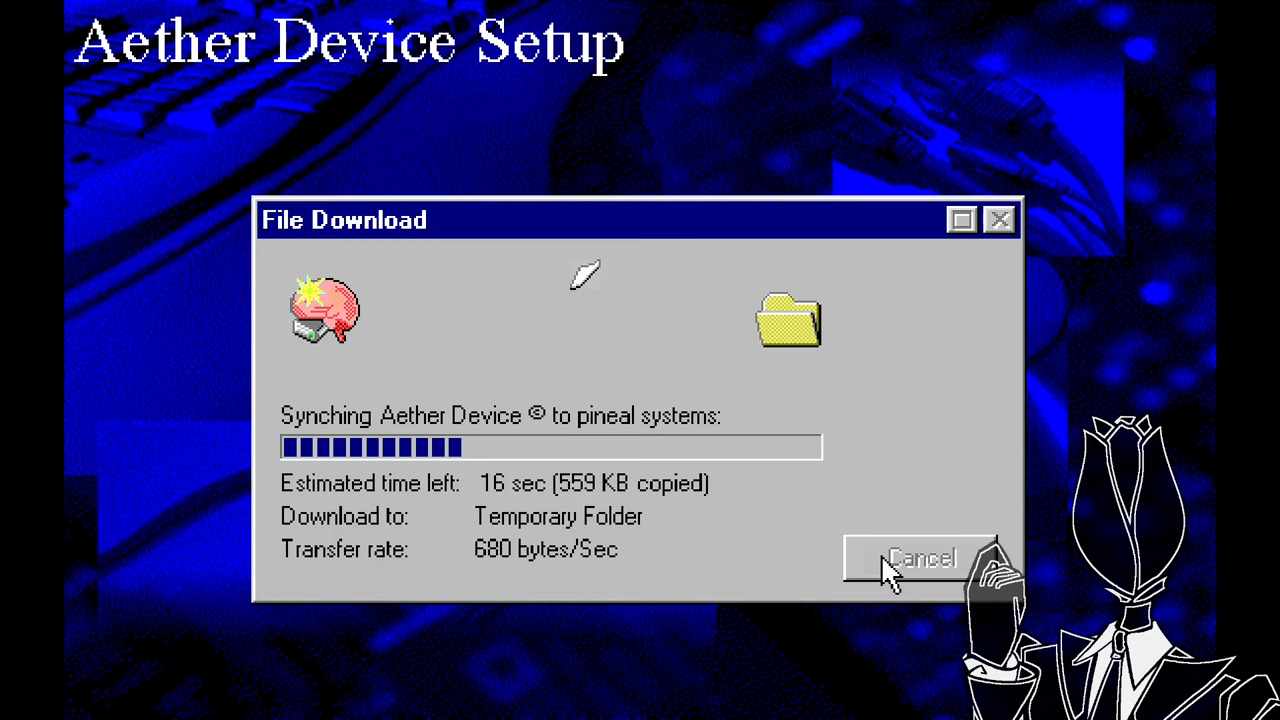 Aether Device Setup
File Download
Synching Aether Device © to pineal systems:
Estimated time left: 16 sec (559 KB copied)
Download to: Temporary Folder
Transfer rate: 680 bytes/Sec
Cancel